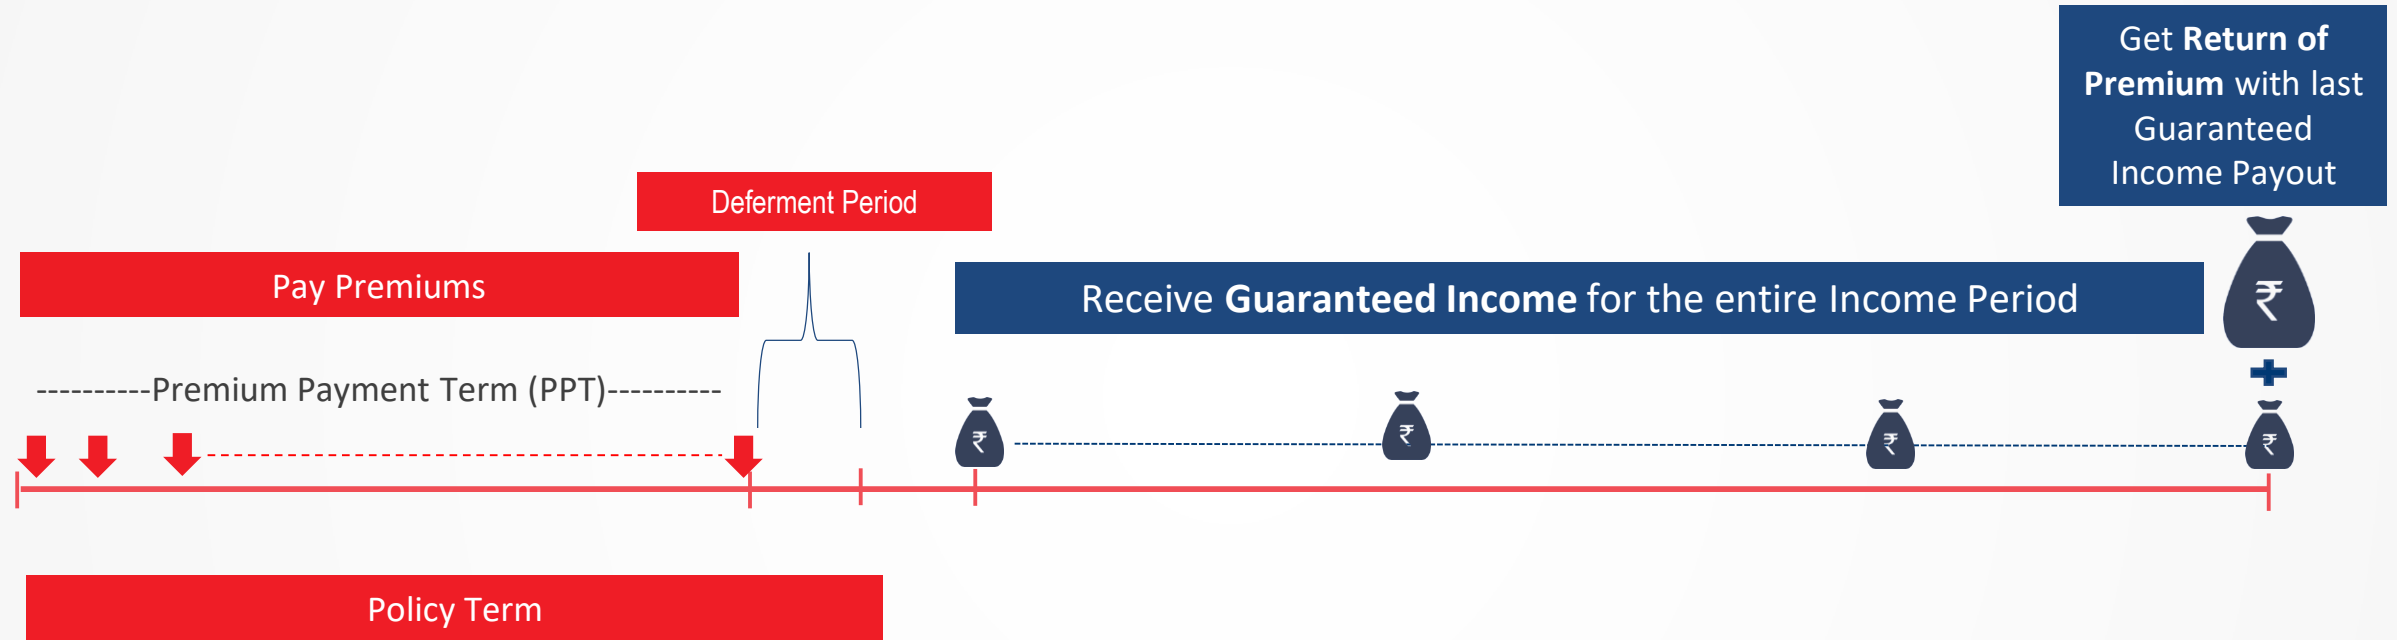 Get Return of
Premium with last
Guaranteed
Income Payout
Deferment Period
Pay Premiums
Receive Guaranteed Income for the entire Income Period
₹
----------Premium Payment Term (PPT)----------
₹
₹
₹
₹
Policy Term